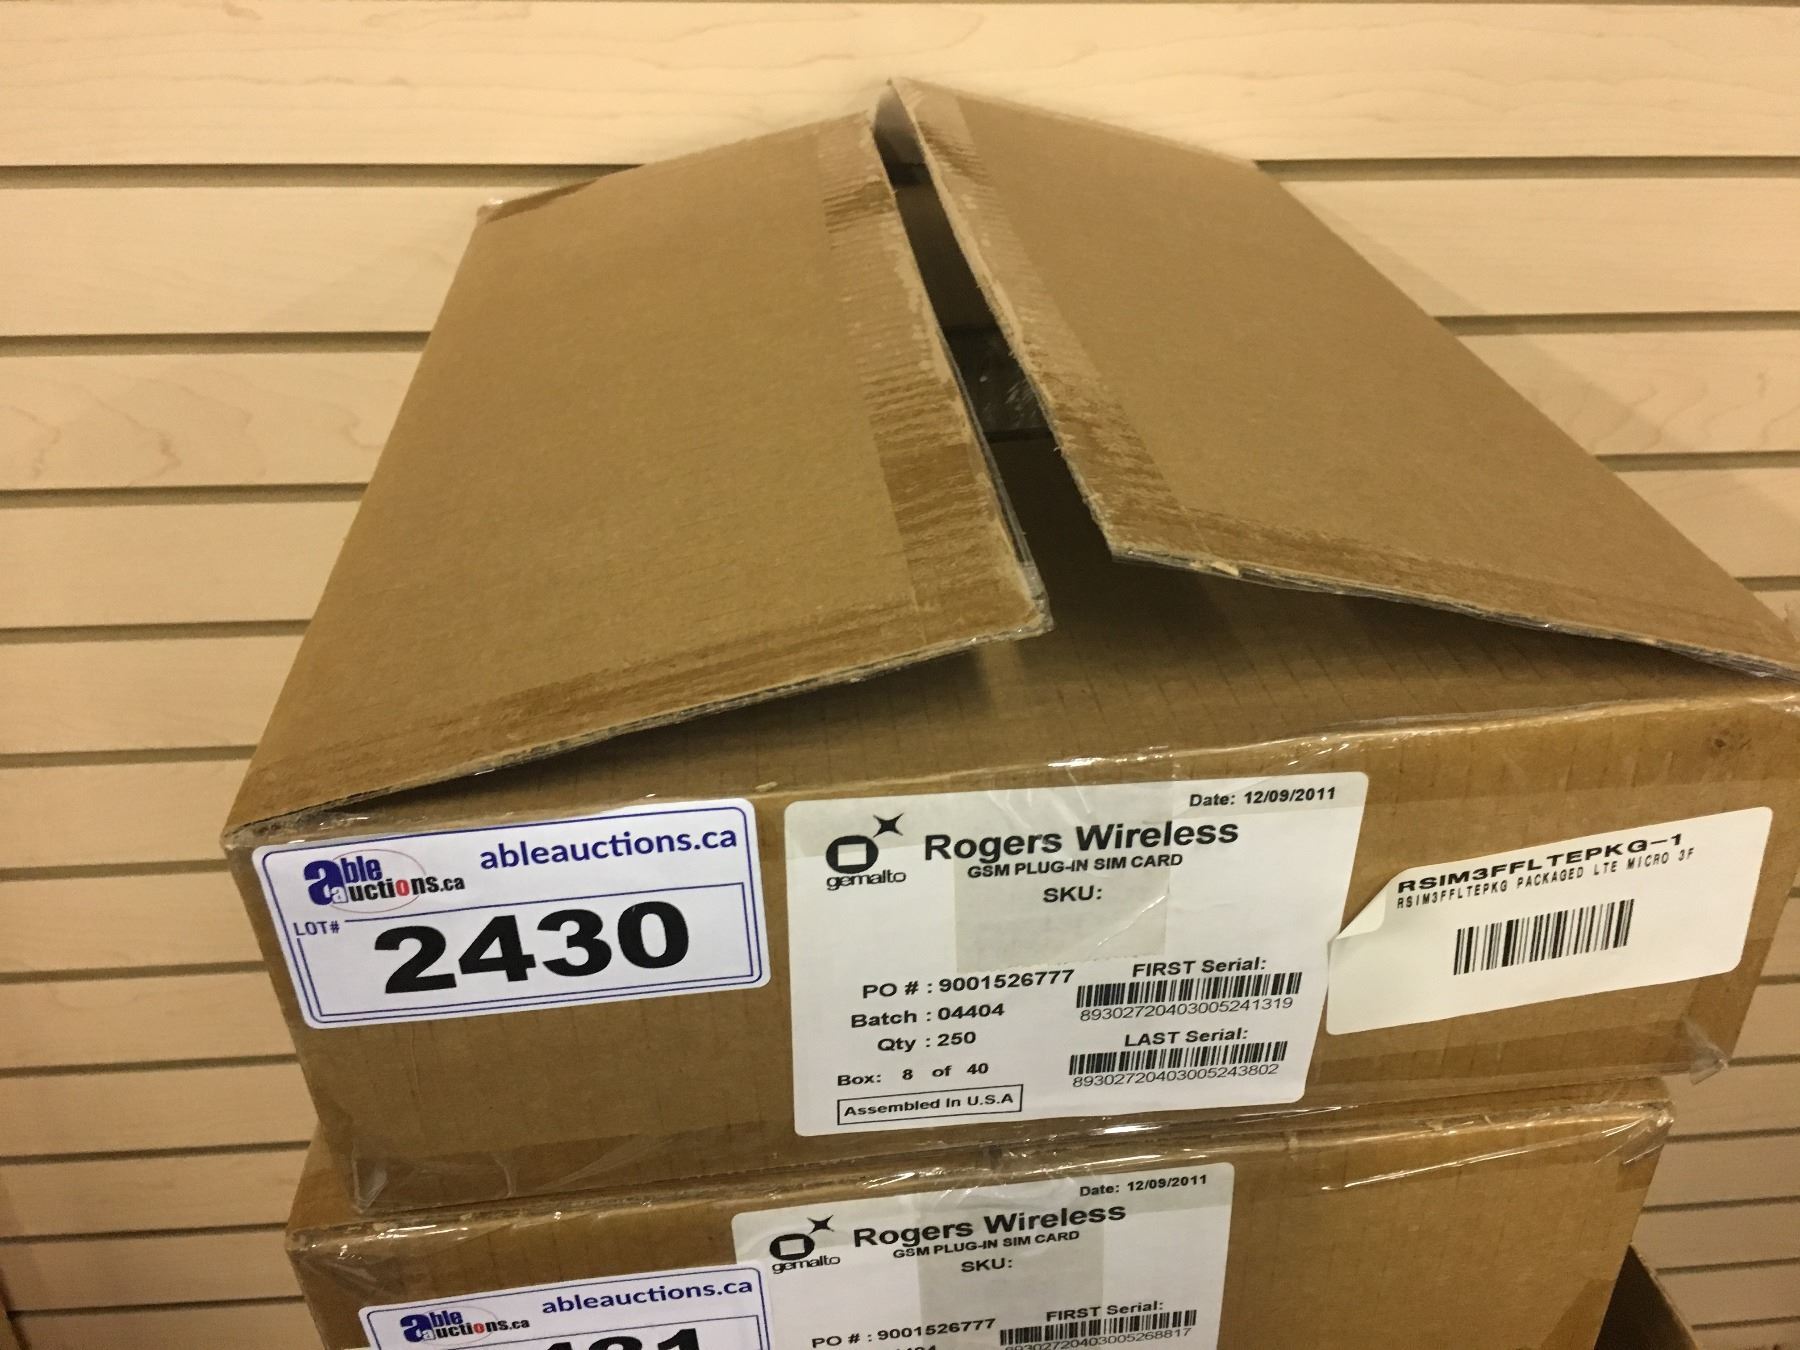 able auctions.ca
ableauctions.ca
LOT#
2430
gemalto
Date: 12/09/2011
Rogers Wireless
GSM PLUG-IN SIM CARD
SKU:
PO # : 9001526777
Batch : 04404
Qty : 250
Box: 8 of 40
Assembled In U.S.A
FIRST Serial:
89302720403005241319
LAST Serial:
89302720403005243802
RSIM3FFLTEPKG-1
RSIM3FFLTEPKG PACKAGED LTE MICRO 3F
able auctions.ca
ableauctions.ca
gemalto
Date: 12/09/2011
Rogers Wireless
GSM PLUG-IN SIM CARD
SKU:
PO # : 9001526777
FIRST Serial:
89302720403005268817